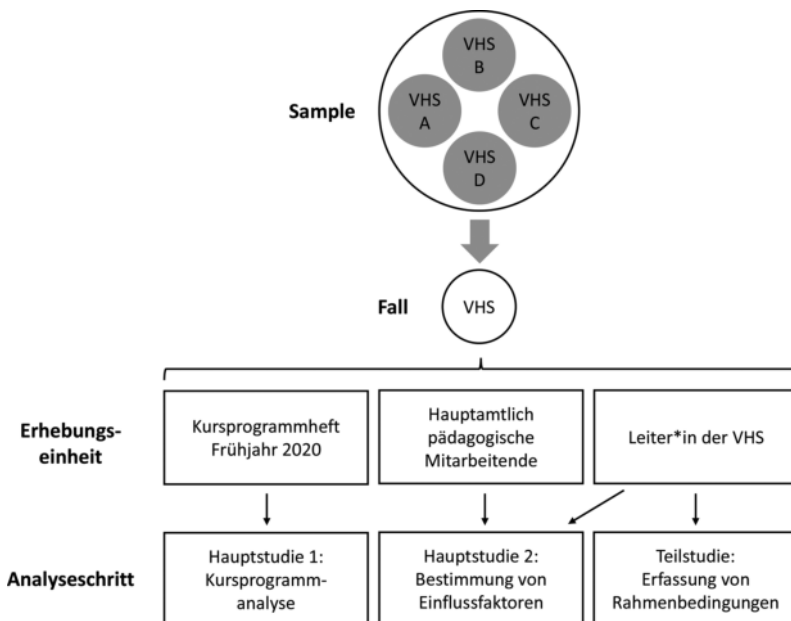 VHS
B
VHS
A
VHS
C
Sample
VHS
D
Fall
VHS
Erhebungs-
einheit
Kursprogrammheft
Frühjahr 2020
Hauptamtlich
pädagogische
Mitarbeitende
Leiter*in der VHS
Analyseschritt
Hauptstudie 1:
Kursprogramm-
analyse
Hauptstudie 2:
Bestimmung von
Einflussfaktoren
Teilstudie:
Erfassung von
Rahmenbedingungen